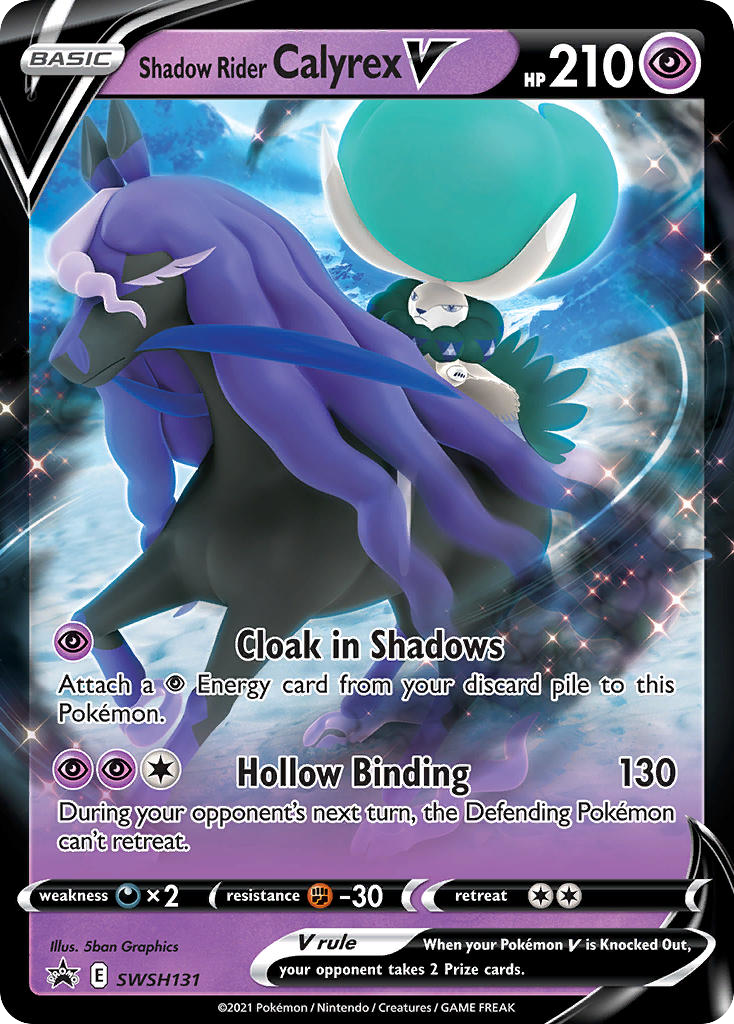 BASIC
Shadow Rider Calyrex V
HP 210
Cloak in Shadows
Attach a Energy card from your discard pile to this
Pokémon.
Hollow Binding 130
During your opponent's next turn, the Defending Pokémon
can't retreat.
weakness ×2 resistance -30 retreat
Illus. 5ban Graphics
V rule
When your Pokémon V is Knocked Out,
your opponent takes 2 Prize cards.
PROMO E SWSH131
©2021 Pokémon / Nintendo / Creatures / GAME FREAK